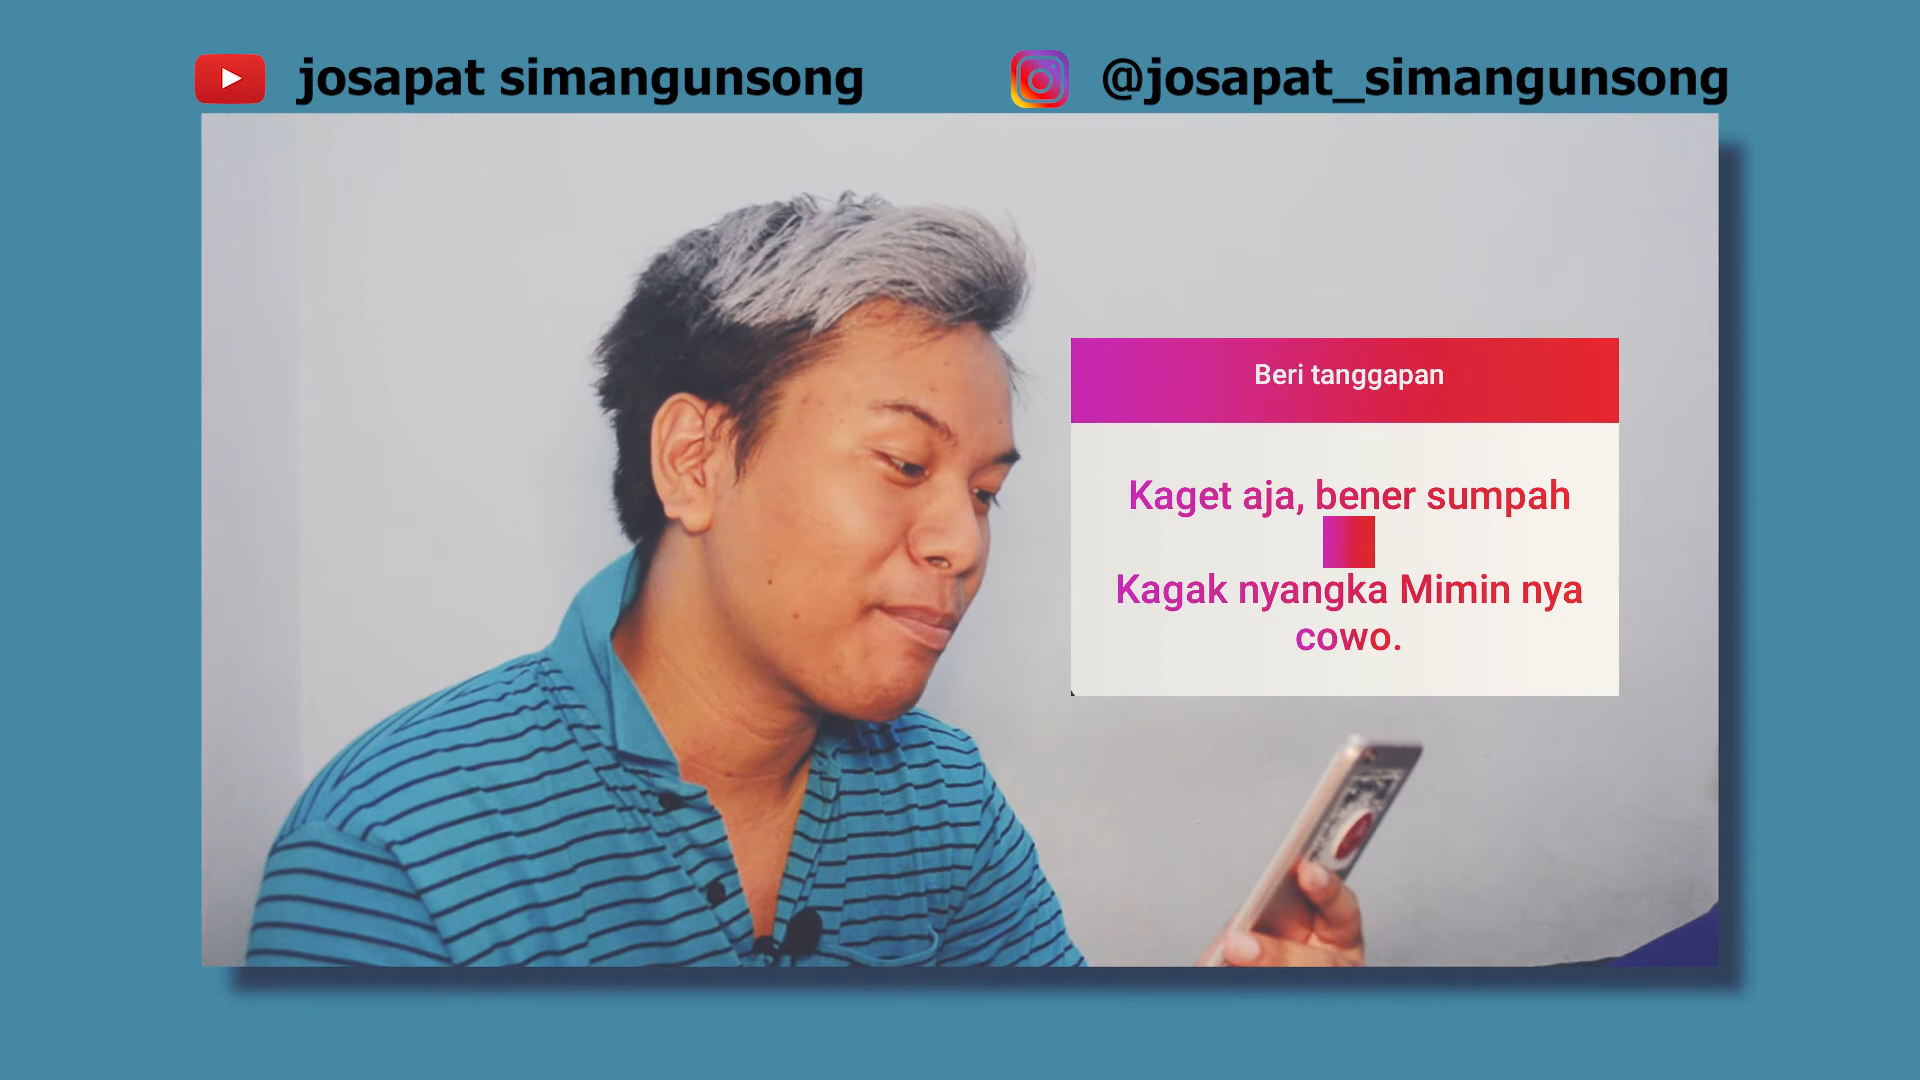 josapat simangunsong
@josapat_simangunsong
Beri tanggapan
Kaget aja, bener sumpah
Kagak nyangka Mimin nya
cowo.